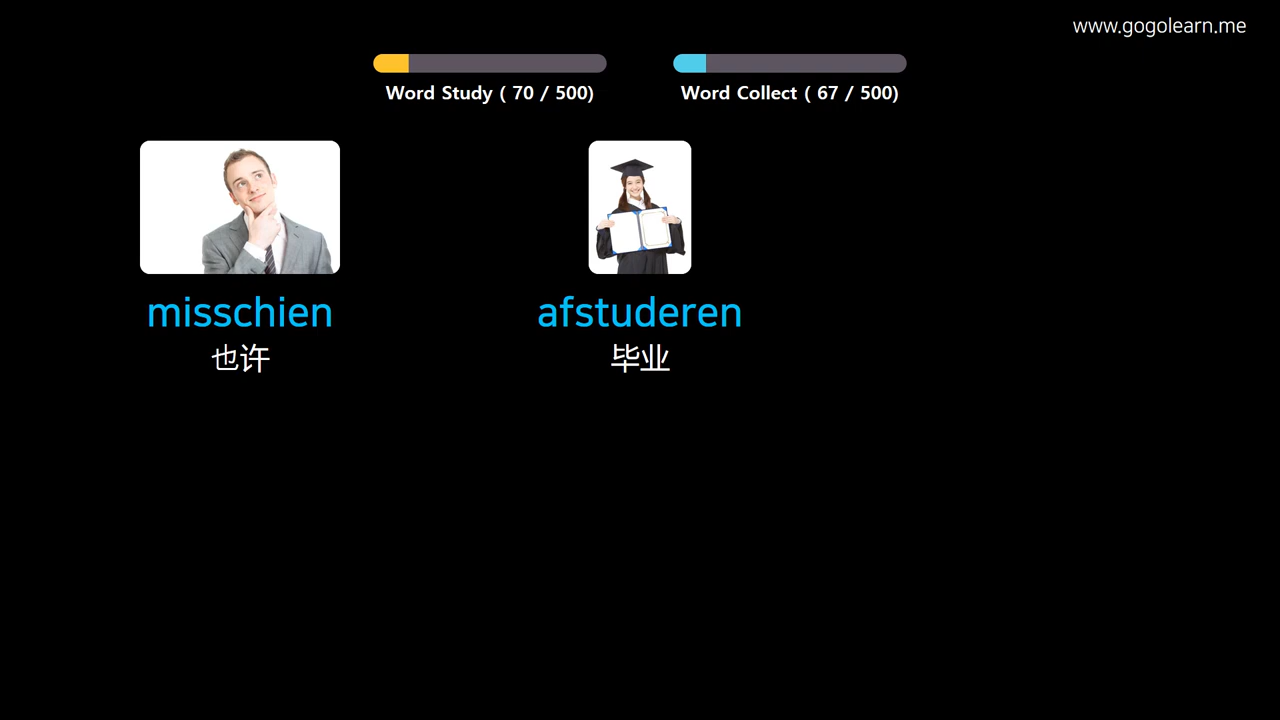 www.gogolearn.me
Word Study ( 70 / 500)
Word Collect ( 67 / 500)
misschien
也许
afstuderen
毕业